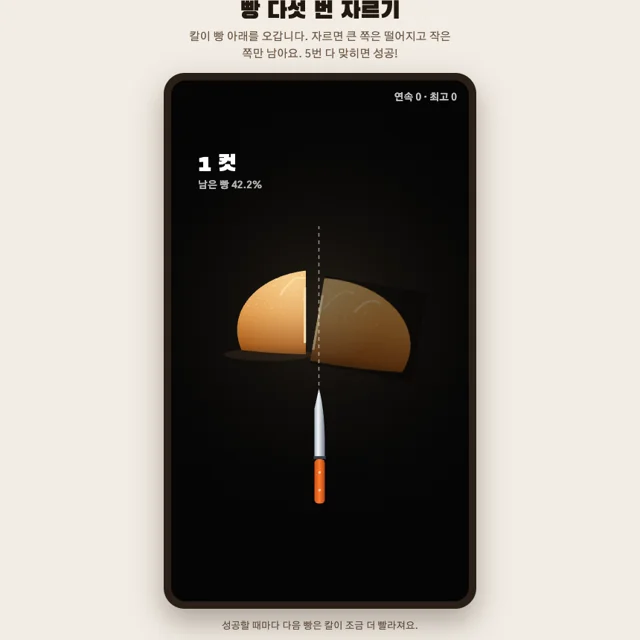 빵 다섯 번 자르기
칼이 빵 아래를 오갑니다. 자르면 큰 쪽은 떨어지고 작은
쪽만 남아요. 5번 다 맞히면 성공!
연속 0 · 최고 0
1 컷
남은 빵 42.2%
성공할 때마다 다음 빵은 칼이 조금 더 빨라져요.